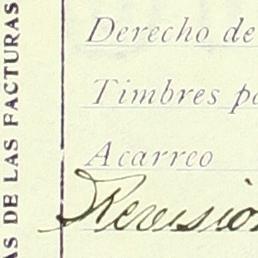 AS DE LAS FACTURAS
Derecho de
Timbres p
Acarreo
Revisión